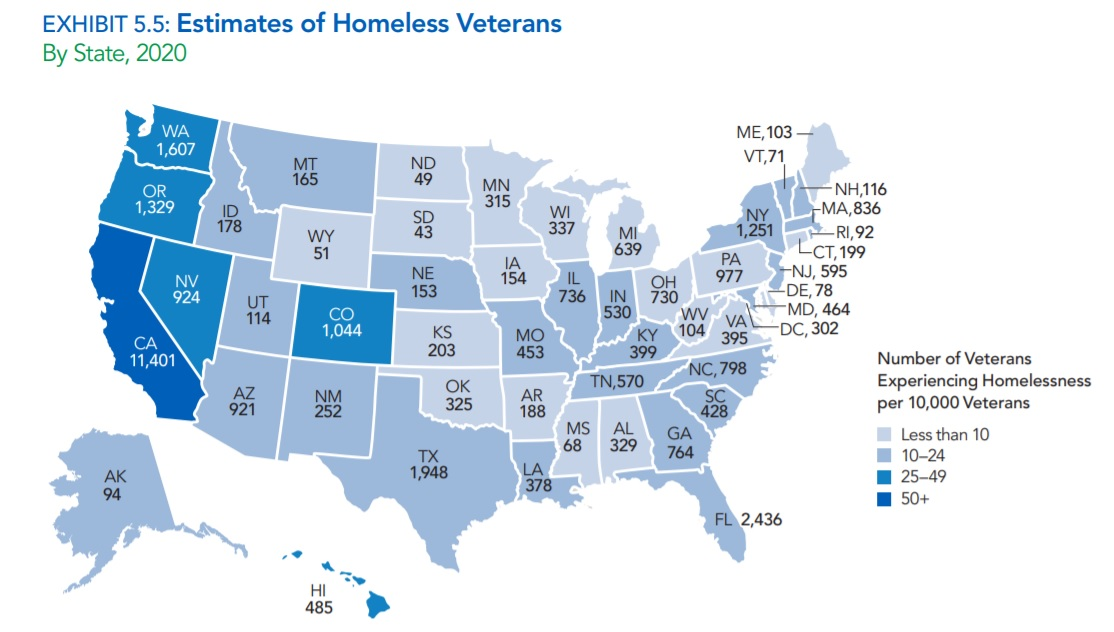 EXHIBIT 5.5: Estimates of Homeless Veterans
By State, 2020
WA
1,607
OR
1,329
CA
11,401
NV
924
ID
178
MT
165
WY
51
UT
114
CO
1,044
AZ
921
NM
252
ND
49
SD
43
NE
153
KS
203
OK
325
TX
1,948
MN
315
IA
154
MO
453
AR
188
LA
378
WI
337
IL
736
MI
639
IN
530
OH
730
KY
399
TN,570
MS
68
AL
329
GA
764
FL 2,436
SC
428
NC, 798
VA
395
WV
104
PA
977
NY
1,251
ME,103
VT,71
NH,116
MA,836
RI,92
CT,199
NJ, 595
DE, 78
MD, 464
DC, 302
AK
94
HI
485
Number of Veterans
Experiencing Homelessness
per 10,000 Veterans
Less than 10
10–24
25–49
50+